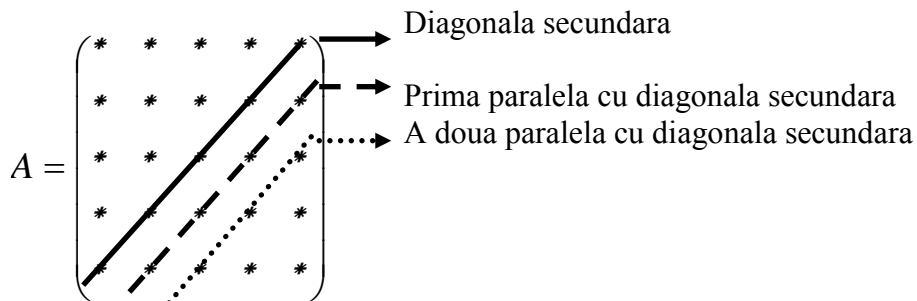 Diagonala secundara
* * * * *
Prima paralela cu diagonala secundara
* * * * *
A doua paralela cu diagonala secundara
A = * * * * *
* * * * *
* * * * *